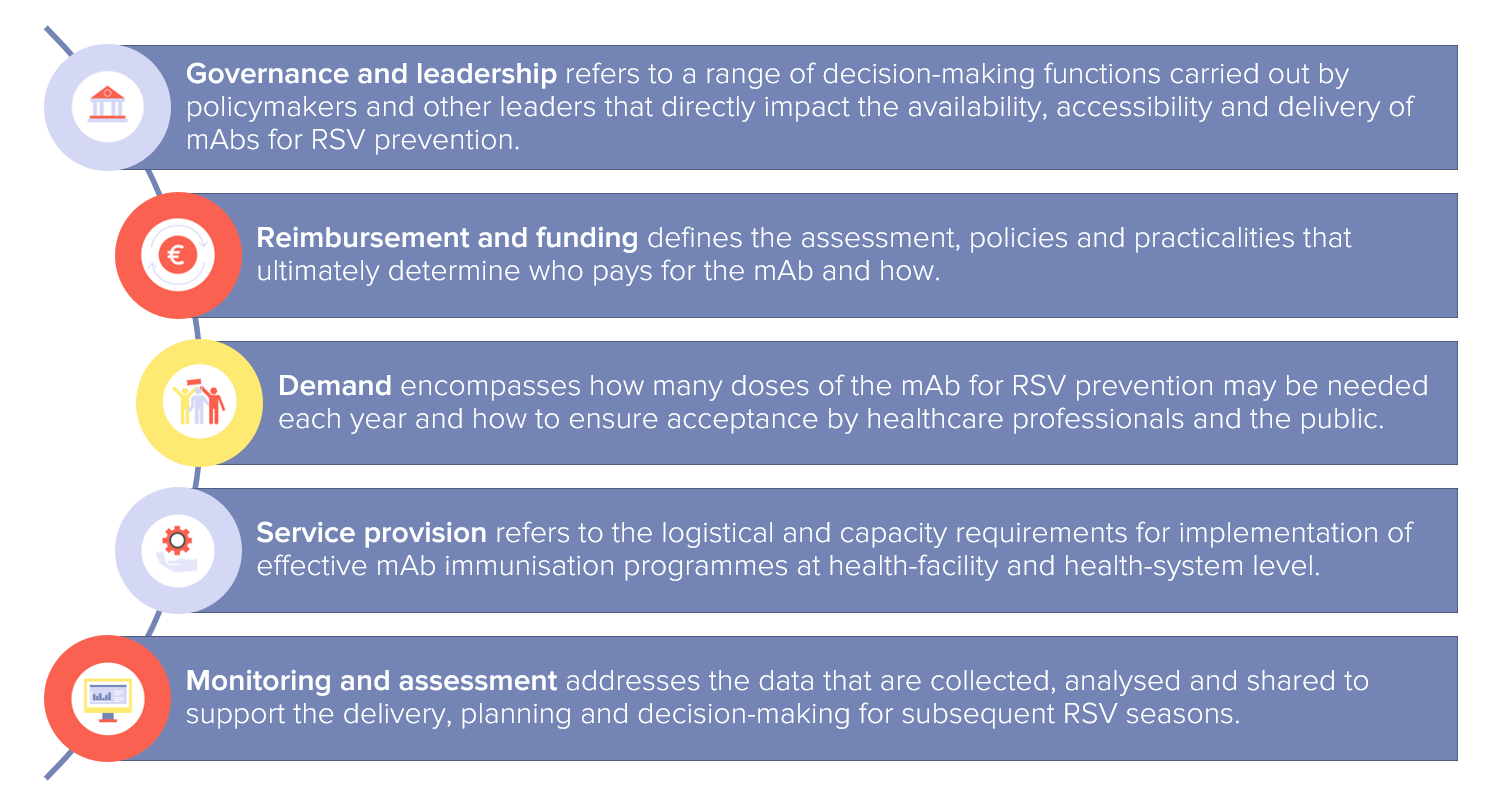 Governance and leadership refers to a range of decision-making functions carried out by
policymakers and other leaders that directly impact the availability, accessibility and delivery of
mAbs for RSV prevention.
Reimbursement and funding defines the assessment, policies and practicalities that
ultimately determine who pays for the mAb and how.
Demand encompasses how many doses of the mAb for RSV prevention may be needed
each year and how to ensure acceptance by healthcare professionals and the public.
Service provision refers to the logistical and capacity requirements for implementation of
effective mAb immunisation programmes at health-facility and health-system level.
Monitoring and assessment addresses the data that are collected, analysed and shared to
support the delivery, planning and decision-making for subsequent RSV seasons.